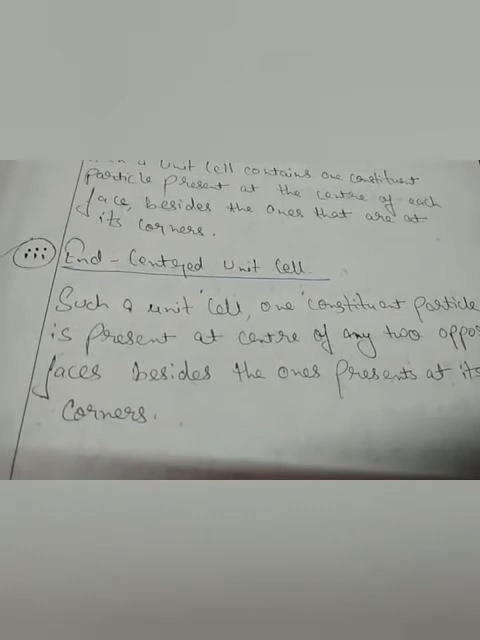 a unit cell contains one constituent
particle present at the centre of each
face, besides the ones that are at
its corners.
(iii) End-Centered Unit Cell
Such a unit cell, one constituent particle
is present at centre of any two oppo
faces besides the ones presents at its
corners.